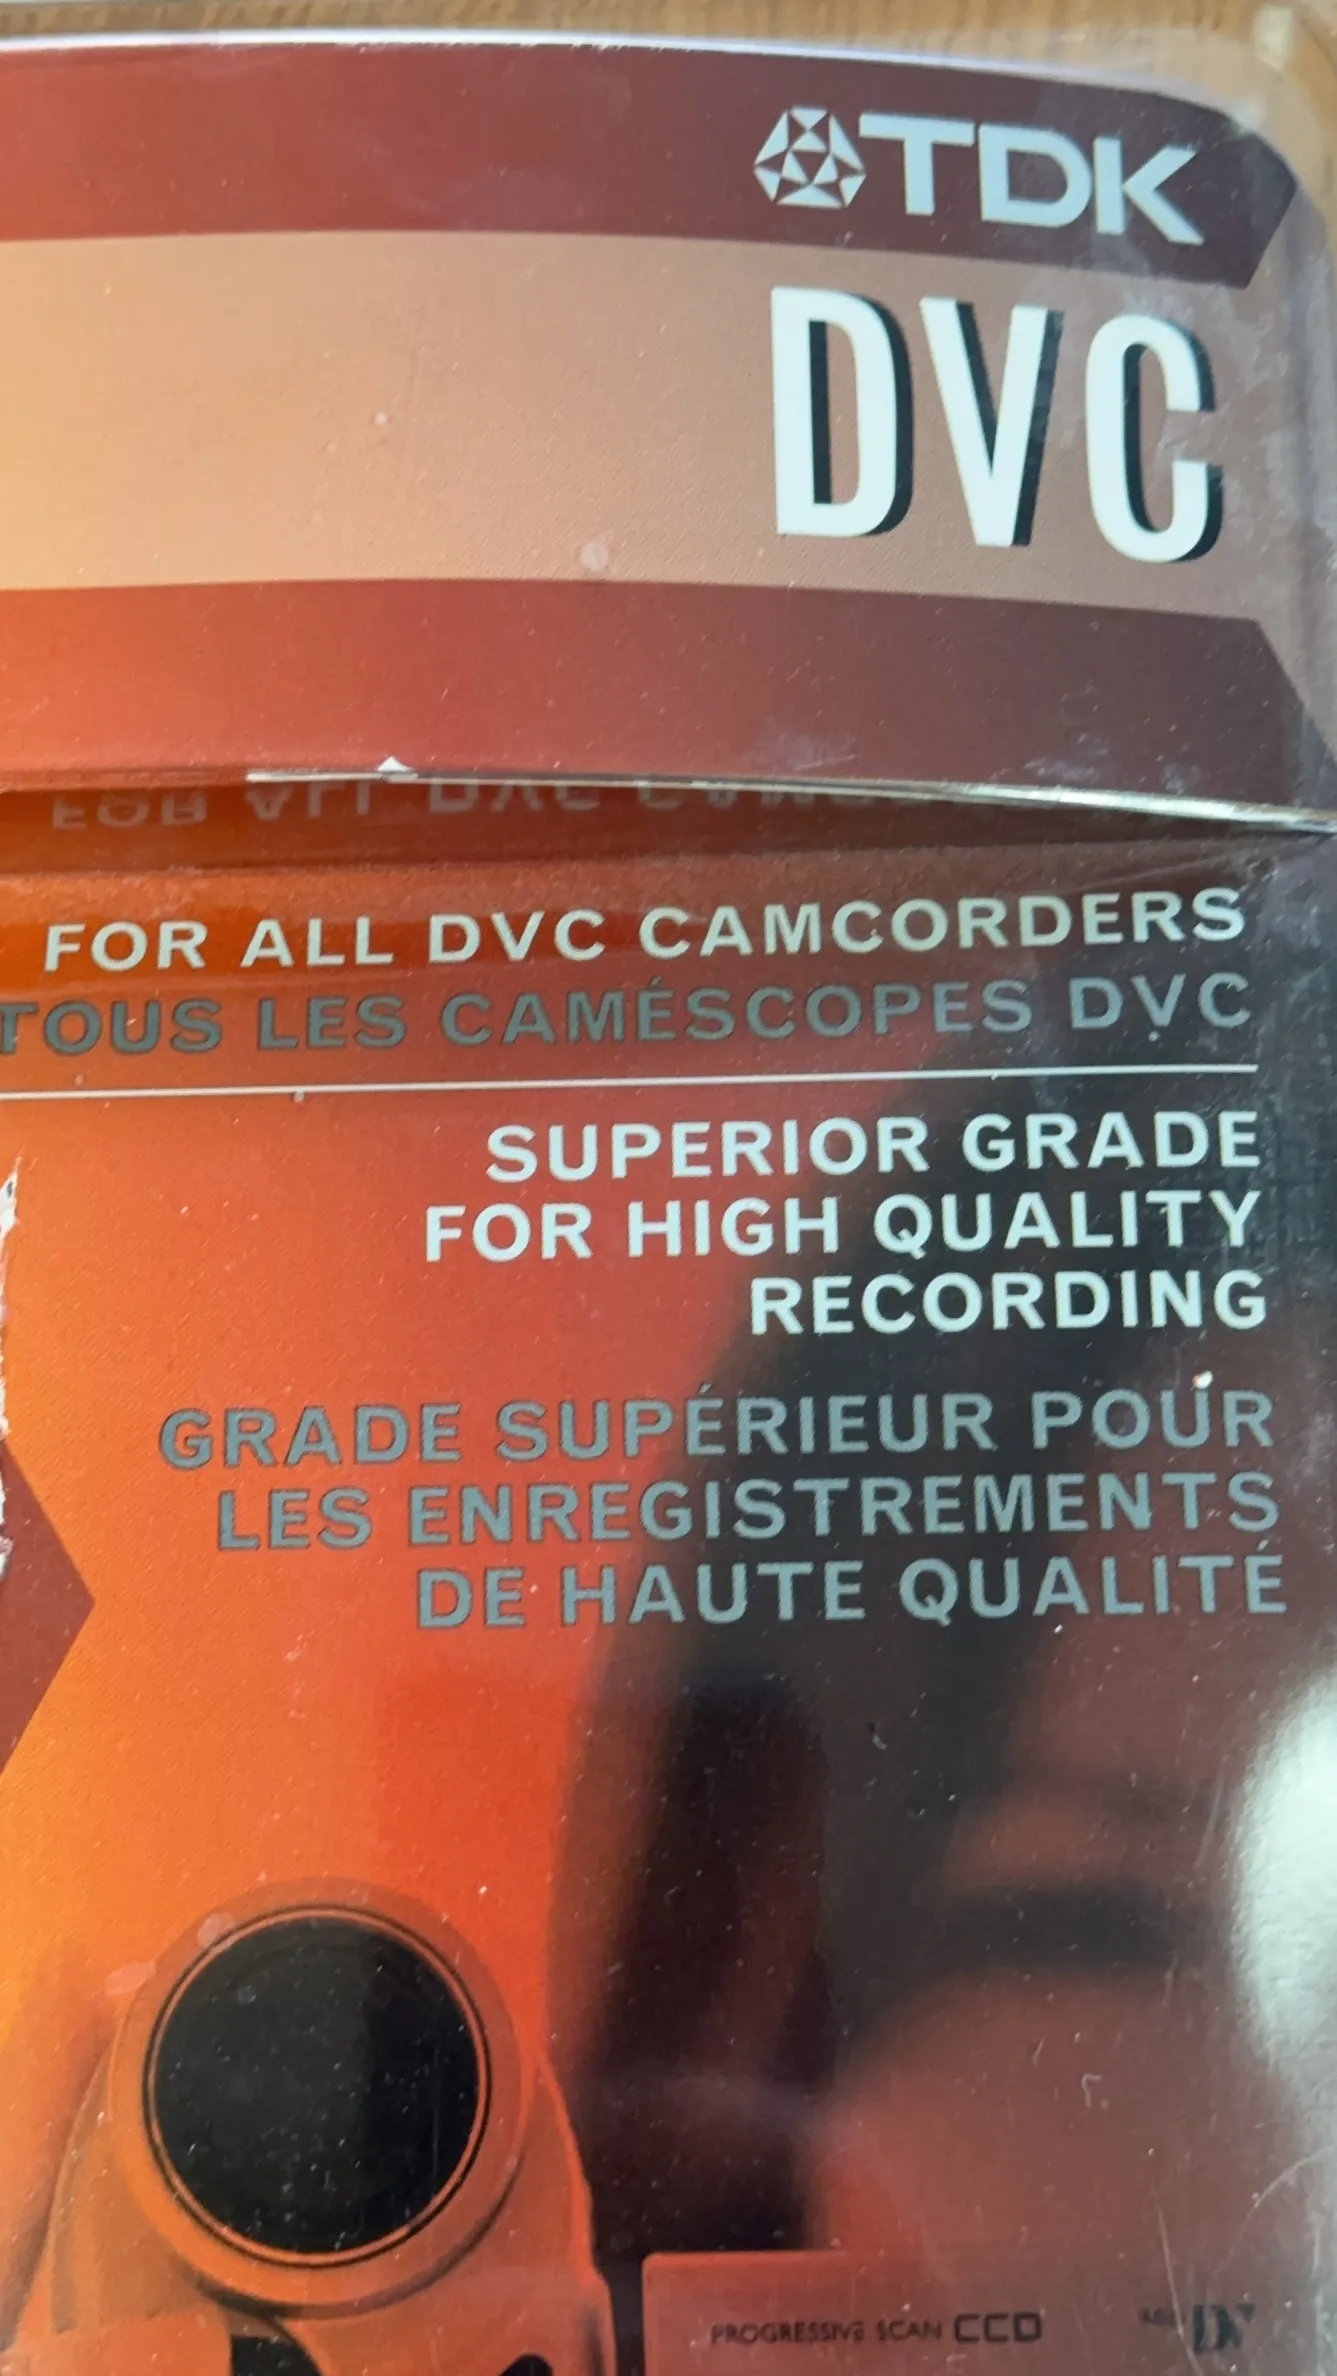 TDK
DVC
FOR ALL DVC CAMCORDERS
TOUS LES CAMÉSCOPES DVC
SUPERIOR GRADE
FOR HIGH QUALITY
RECORDING
GRADE SUPÉRIEUR POUR
LES ENREGISTREMENTS
DE HAUTE QUALITÉ
PROGRESSIVE SCAN CCD
DV